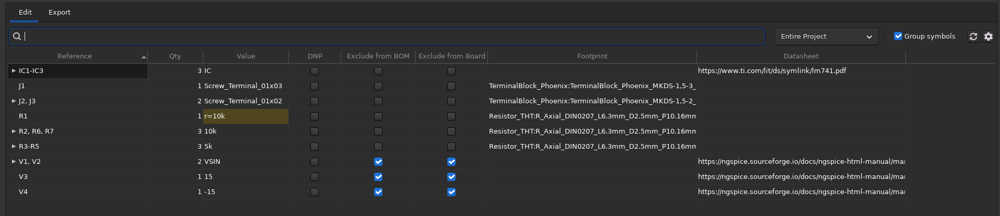 Edit Export
Entire Project Group symbols
Reference Qty Value DNP Exclude from BOM Exclude from Board Footprint Datasheet
IC1-IC3 3 IC https://www.ti.com/lit/ds/symlink/lm741.pdf
J1 1 Screw_Terminal_01x03 TerminalBlock_Phoenix:TerminalBlock_Phoenix_MKDS-1,5-3_
J2, J3 2 Screw_Terminal_01x02 TerminalBlock_Phoenix:TerminalBlock_Phoenix_MKDS-1,5-2_
R1 1 r=10k Resistor_THT:R_Axial_DIN0207_L6.3mm_D2.5mm_P10.16mm
R2, R6, R7 3 10k Resistor_THT:R_Axial_DIN0207_L6.3mm_D2.5mm_P10.16mm
R3-R5 3 5k Resistor_THT:R_Axial_DIN0207_L6.3mm_D2.5mm_P10.16mm
V1, V2 2 VSIN https://ngspice.sourceforge.io/docs/ngspice-html-manual/mai
V3 1 15 https://ngspice.sourceforge.io/docs/ngspice-html-manual/mai
V4 1 -15 https://ngspice.sourceforge.io/docs/ngspice-html-manual/mai